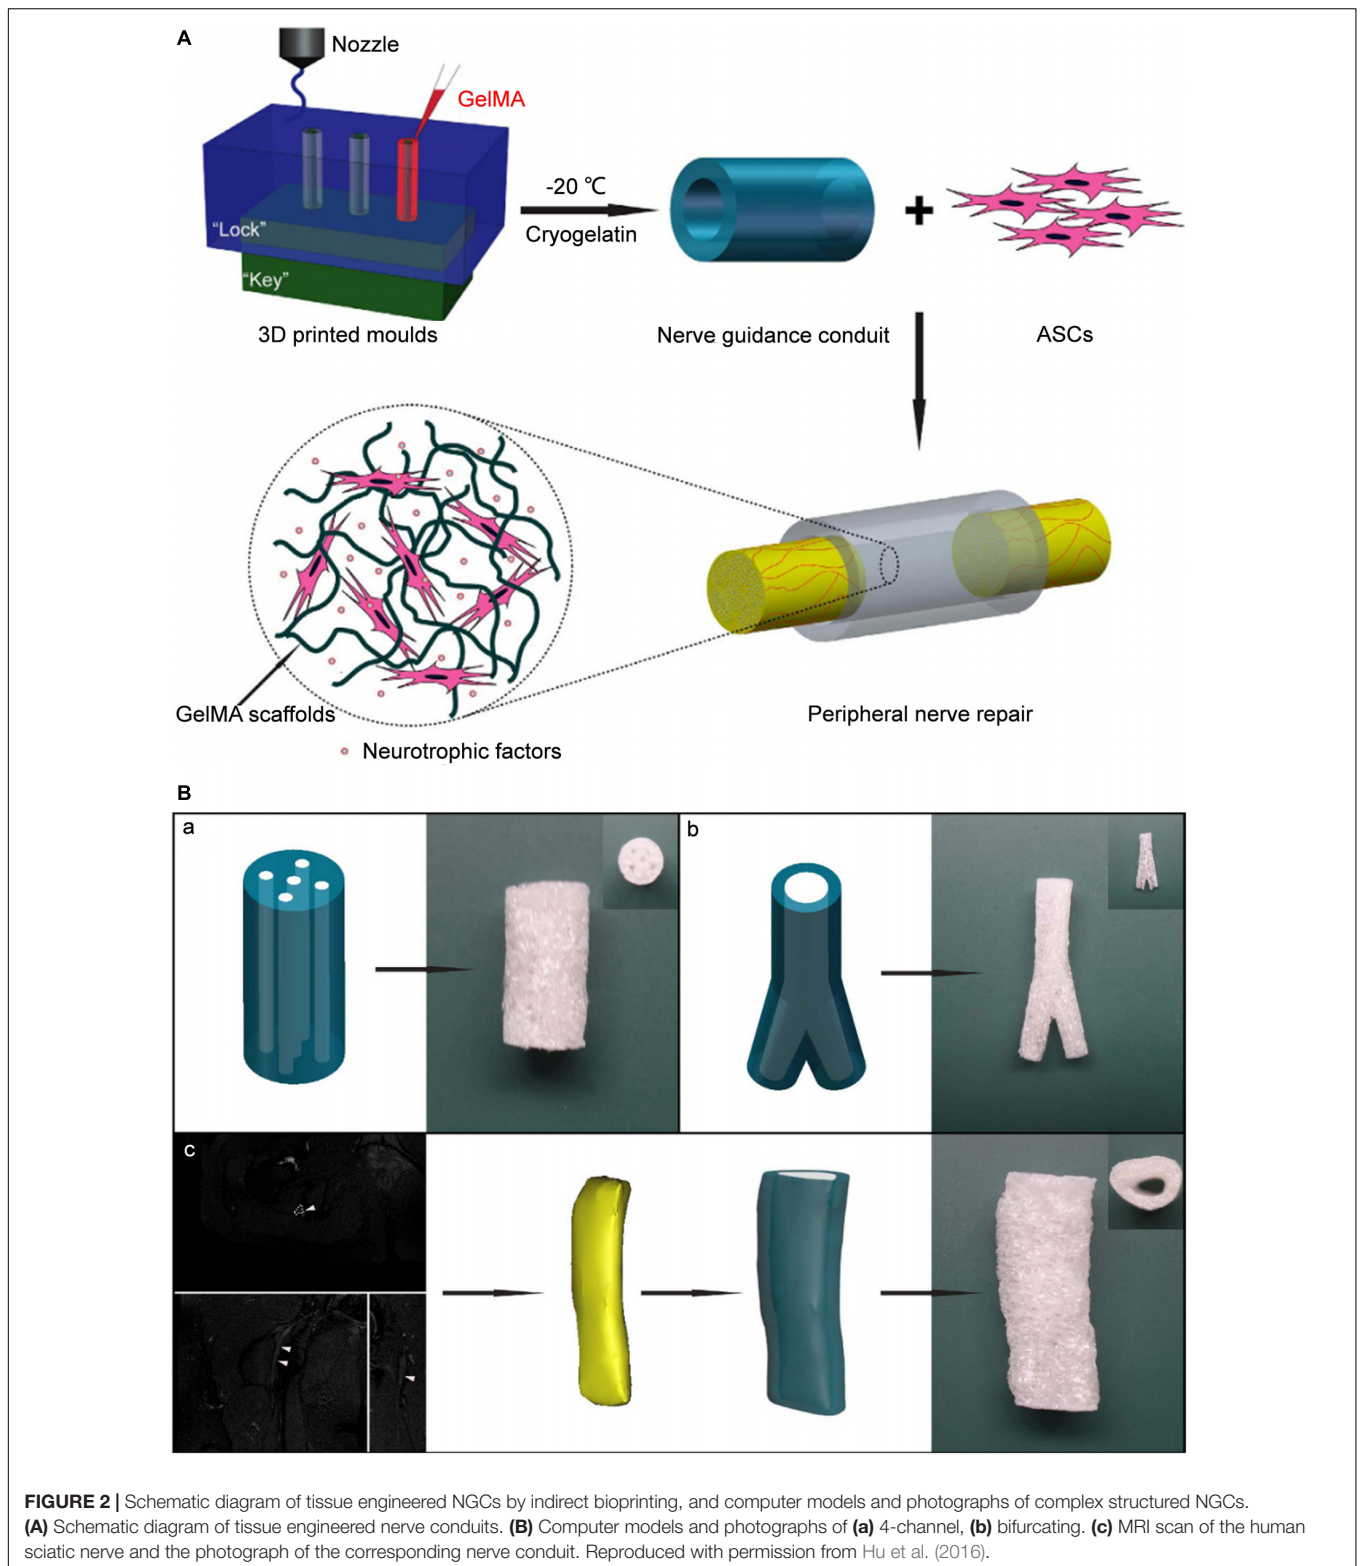 A
Nozzle
GelMA
"Lock"
"Key"
-20 ℃
Cryogelatin
3D printed moulds
Nerve guidance conduit
ASCs
GelMA scaffolds
Neurotrophic factors
Peripheral nerve repair
B
a
b
c
FIGURE 2 | Schematic diagram of tissue engineered NGCs by indirect bioprinting, and computer models and photographs of complex structured NGCs.
(A) Schematic diagram of tissue engineered nerve conduits. (B) Computer models and photographs of (a) 4-channel, (b) bifurcating. (c) MRI scan of the human
sciatic nerve and the photograph of the corresponding nerve conduit. Reproduced with permission from Hu et al. (2016).